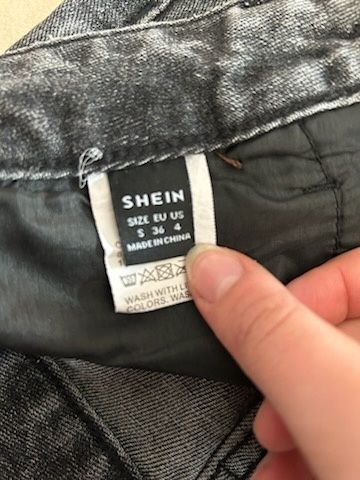 SHEIN
SIZE EU US
S 36 4
MADE IN CHINA
WASH WITH
COLORS, WAS